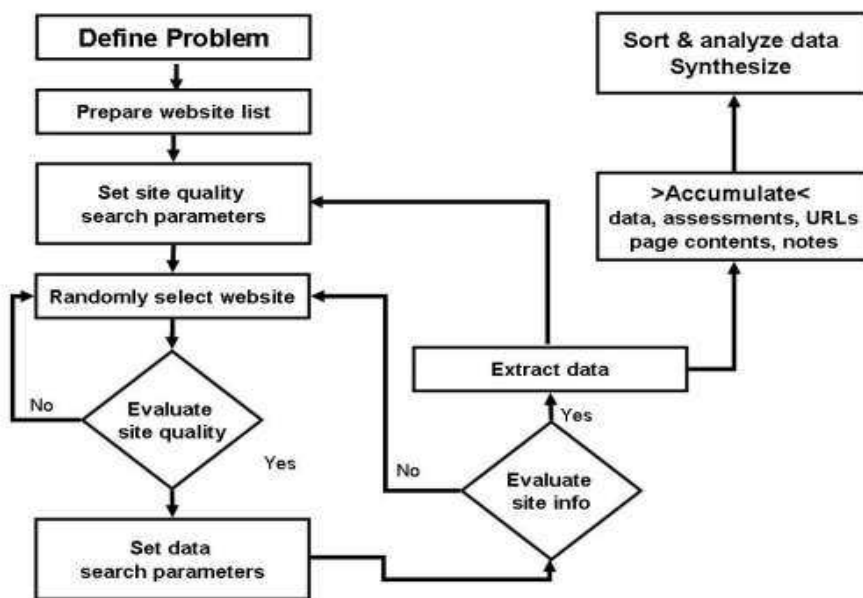 Define Problem
Prepare website list
Set site quality
search parameters
Randomly select website
No
Evaluate
site quality
Yes
Set data
search parameters
Sort & analyze data
Synthesize
>Accumulate<
data, assessments, URLs
page contents, notes
Extract data
Yes
No
Evaluate
site info